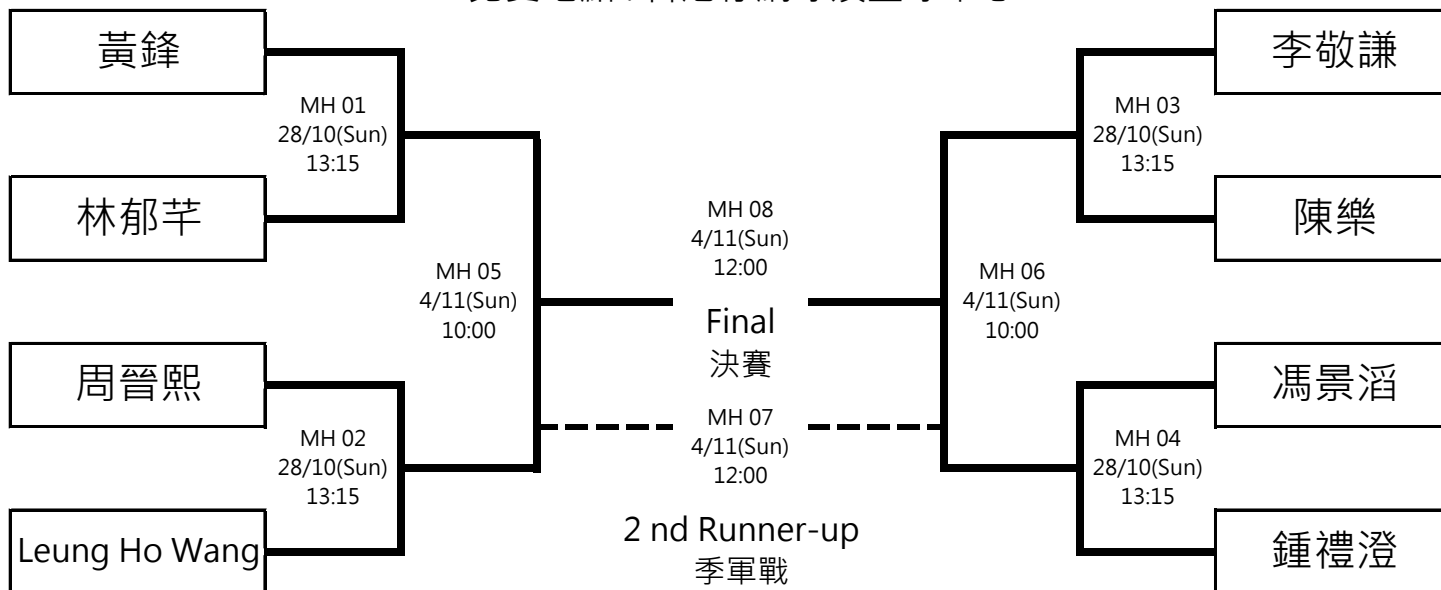 黃鋒
MH 01
28/10(Sun)
13:15
林郁芊
周晉熙
MH 02
28/10(Sun)
13:15
Leung Ho Wang
MH 05
4/11(Sun)
10:00
MH 08
4/11(Sun)
12:00
Final
決賽
MH 07
4/11(Sun)
12:00
2 nd Runner-up
季軍戰
MH 06
4/11(Sun)
10:00
李敬謙
MH 03
28/10(Sun)
13:15
陳樂
馮景滔
MH 04
28/10(Sun)
13:15
鍾禮澄